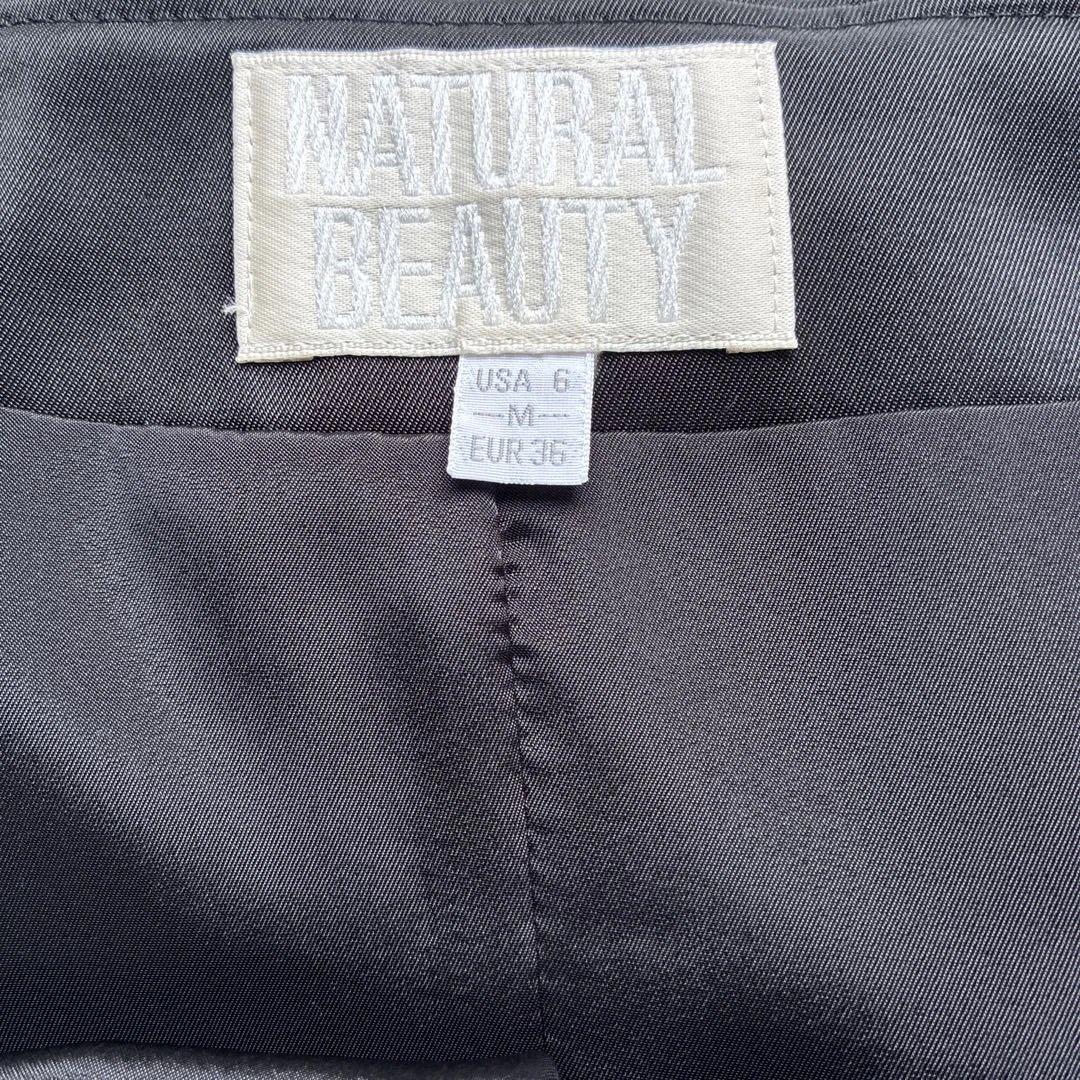 NATURAL
BEAUTY
USA 6
—M—
EUR 36